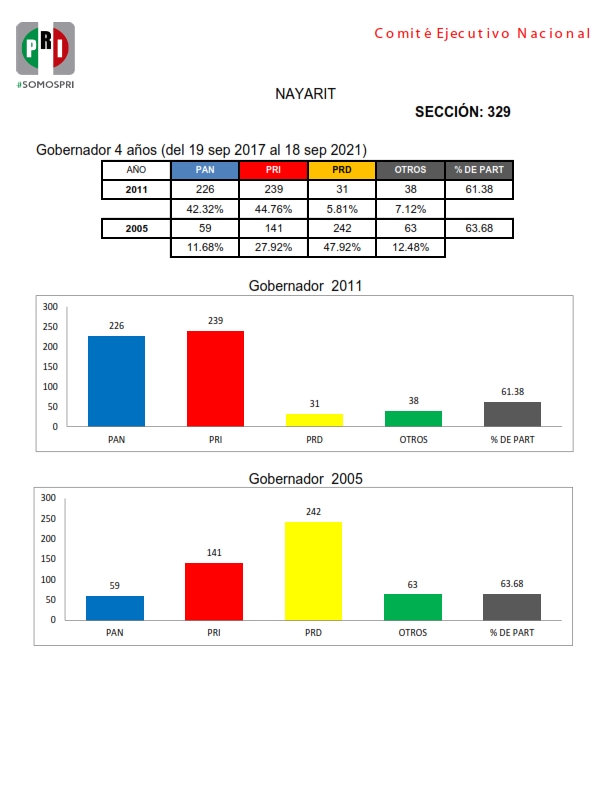 Comité Ejecutivo Nacional
PRI
#SOMOSPRI
NAYARIT
SECCIÓN: 329
Gobernador 4 años (del 19 sep 2017 al 18 sep 2021)
AÑO PAN PRI PRD OTROS % DE PART
2011 226 239 31 38 61.38
42.32% 44.76% 5.81% 7.12%
2005 59 141 242 63 63.68
11.68% 27.92% 47.92% 12.48%
Gobernador 2011
300
250
200
150
100
50
0
226
239
31
38
61.38
PAN PRI PRD OTROS % DE PART
Gobernador 2005
300
250
200
150
100
50
0
59
141
242
63
63.68
PAN PRI PRD OTROS % DE PART